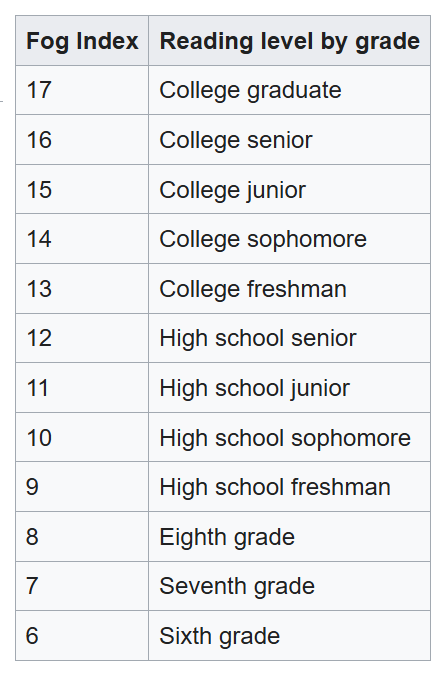 Fog Index Reading level by grade
17 College graduate
16 College senior
15 College junior
14 College sophomore
13 College freshman
12 High school senior
11 High school junior
10 High school sophomore
9 High school freshman
8 Eighth grade
7 Seventh grade
6 Sixth grade